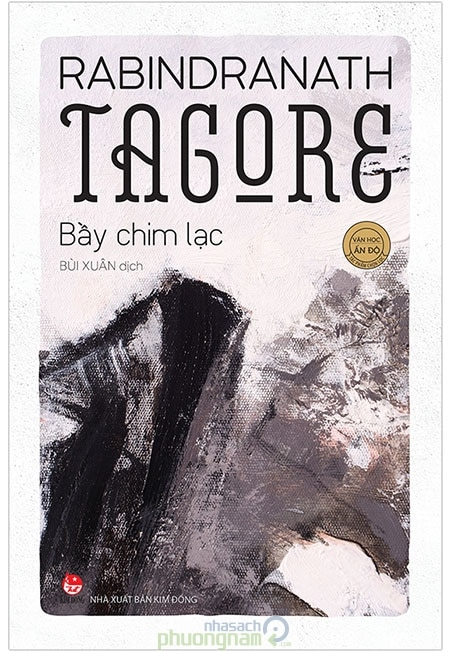 RABINDRANATH
TAGORE
Bầy chim lạc
BÙI XUÂN dịch
VĂN HỌC
ẤN ĐỘ
NHÀ XUẤT BẢN KIM ĐỒNG
nhasach
phuongnam
.com